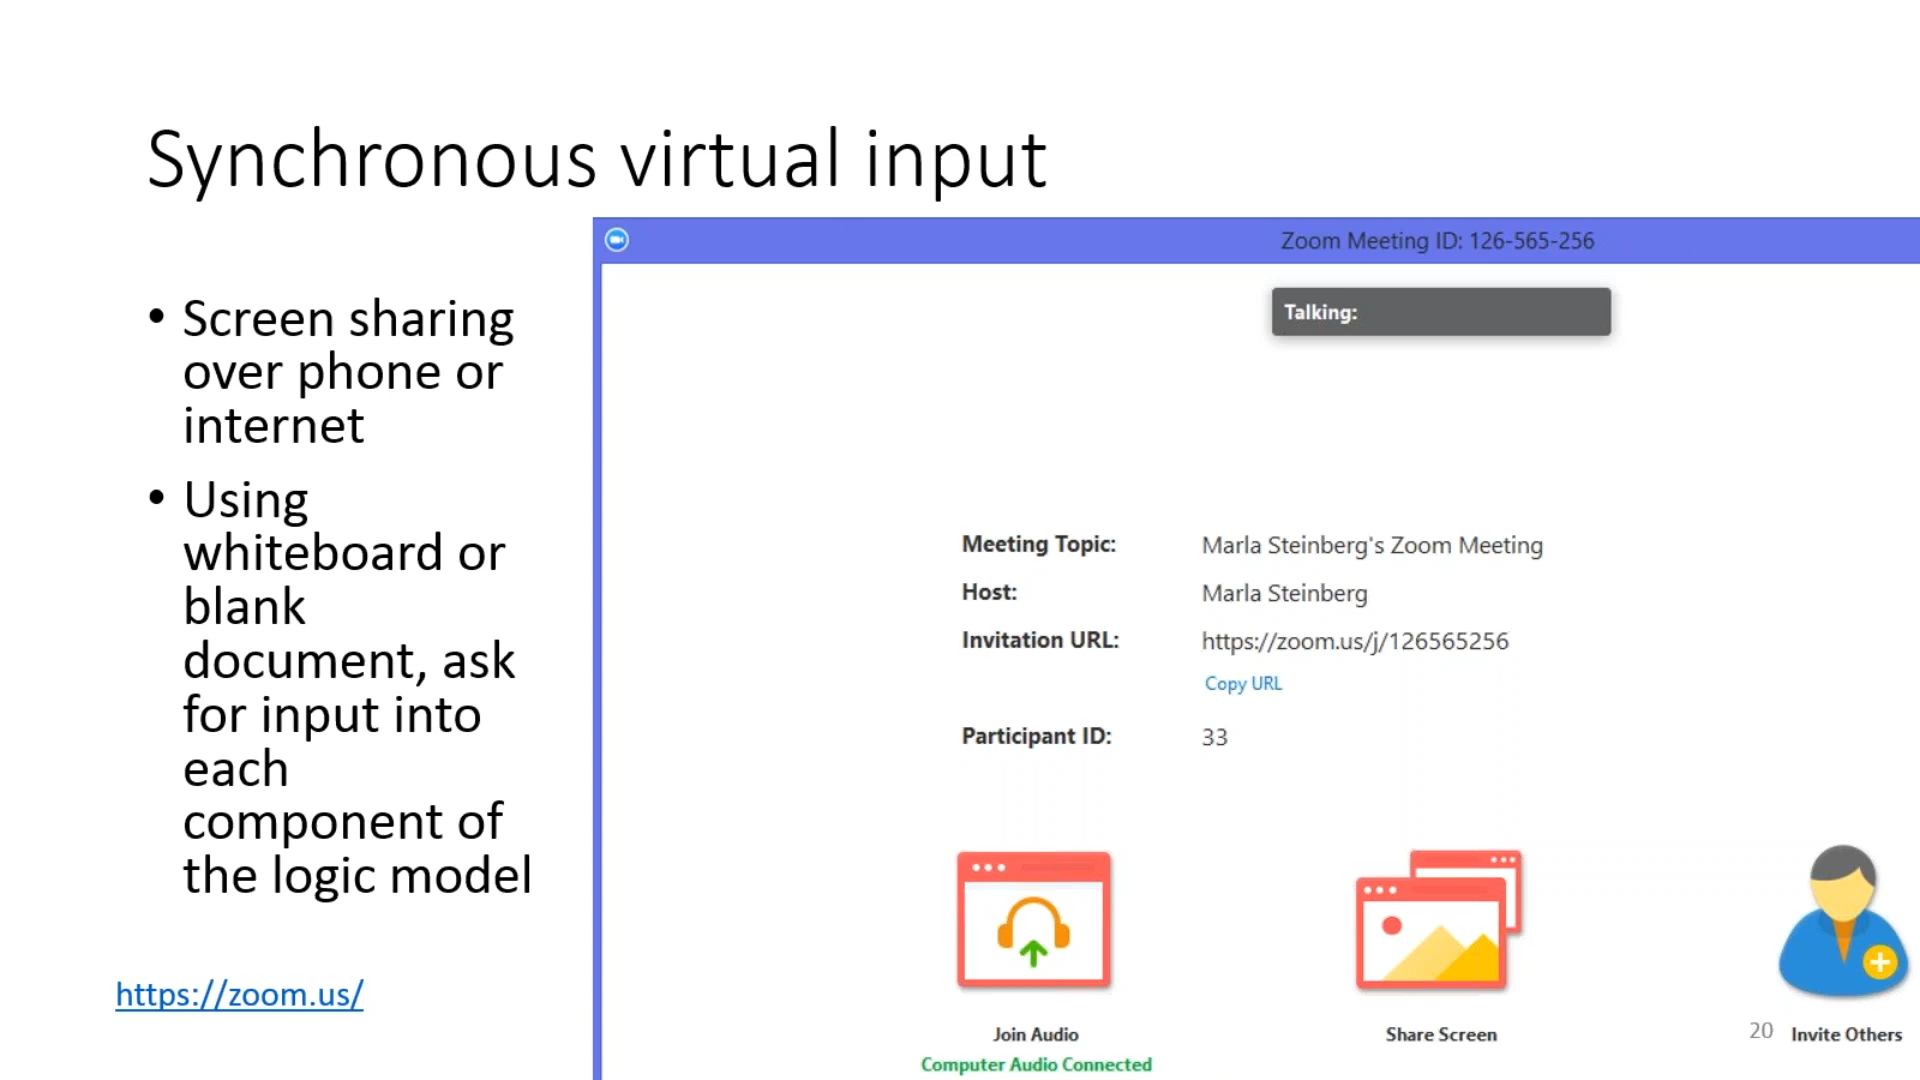 Synchronous virtual input
• Screen sharing
over phone or
internet
• Using
whiteboard or
blank
document, ask
for input into
each
component of
the logic model
https://zoom.us/
Zoom Meeting ID: 126-565-256
Talking:
Meeting Topic: Marla Steinberg's Zoom Meeting
Host: Marla Steinberg
Invitation URL: https://zoom.us/j/126565256
Copy URL
Participant ID: 33
Join Audio
Computer Audio Connected
Share Screen
Invite Others
20